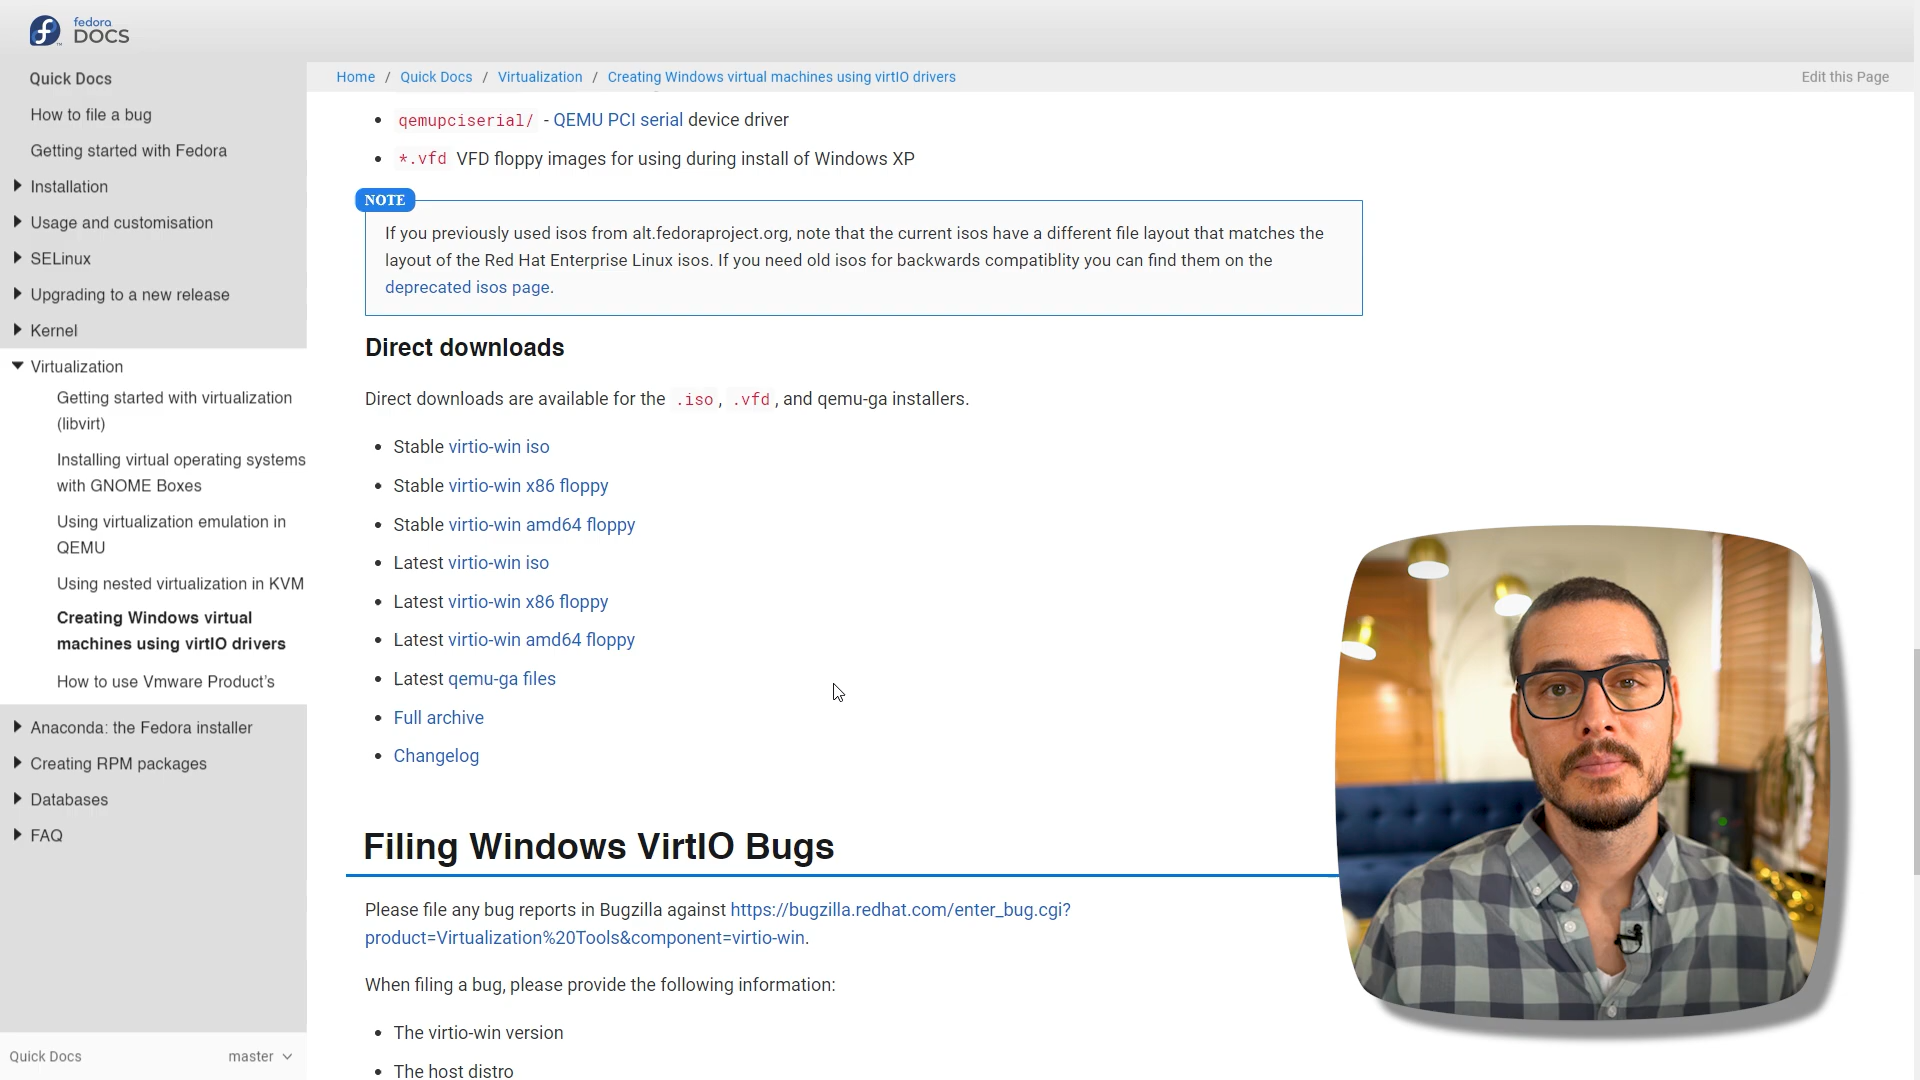 fedora
DOCS
Quick Docs
How to file a bug
Getting started with Fedora
Installation
Usage and customisation
SELinux
Upgrading to a new release
Kernel
Virtualization
Getting started with virtualization
(libvirt)
Installing virtual operating systems
with GNOME Boxes
Using virtualization emulation in
QEMU
Using nested virtualization in KVM
Creating Windows virtual
machines using virtIO drivers
How to use Vmware Product's
Anaconda: the Fedora installer
Creating RPM packages
Databases
FAQ
Quick Docs master
Home / Quick Docs / Virtualization / Creating Windows virtual machines using virtIO drivers
Edit this Page
• qemupciserial/ - QEMU PCI serial device driver
• *.vfd VFD floppy images for using during install of Windows XP
NOTE
If you previously used isos from alt.fedoraproject.org, note that the current isos have a different file layout that matches the
layout of the Red Hat Enterprise Linux isos. If you need old isos for backwards compatiblity you can find them on the
deprecated isos page.
Direct downloads
Direct downloads are available for the .iso, .vfd, and qemu-ga installers.
• Stable virtio-win iso
• Stable virtio-win x86 floppy
• Stable virtio-win amd64 floppy
• Latest virtio-win iso
• Latest virtio-win x86 floppy
• Latest virtio-win amd64 floppy
• Latest qemu-ga files
• Full archive
• Changelog
Filing Windows VirtIO Bugs
Please file any bug reports in Bugzilla against https://bugzilla.redhat.com/enter_bug.cgi?
product=Virtualization%20Tools&component=virtio-win.
When filing a bug, please provide the following information:
• The virtio-win version
• The host distro